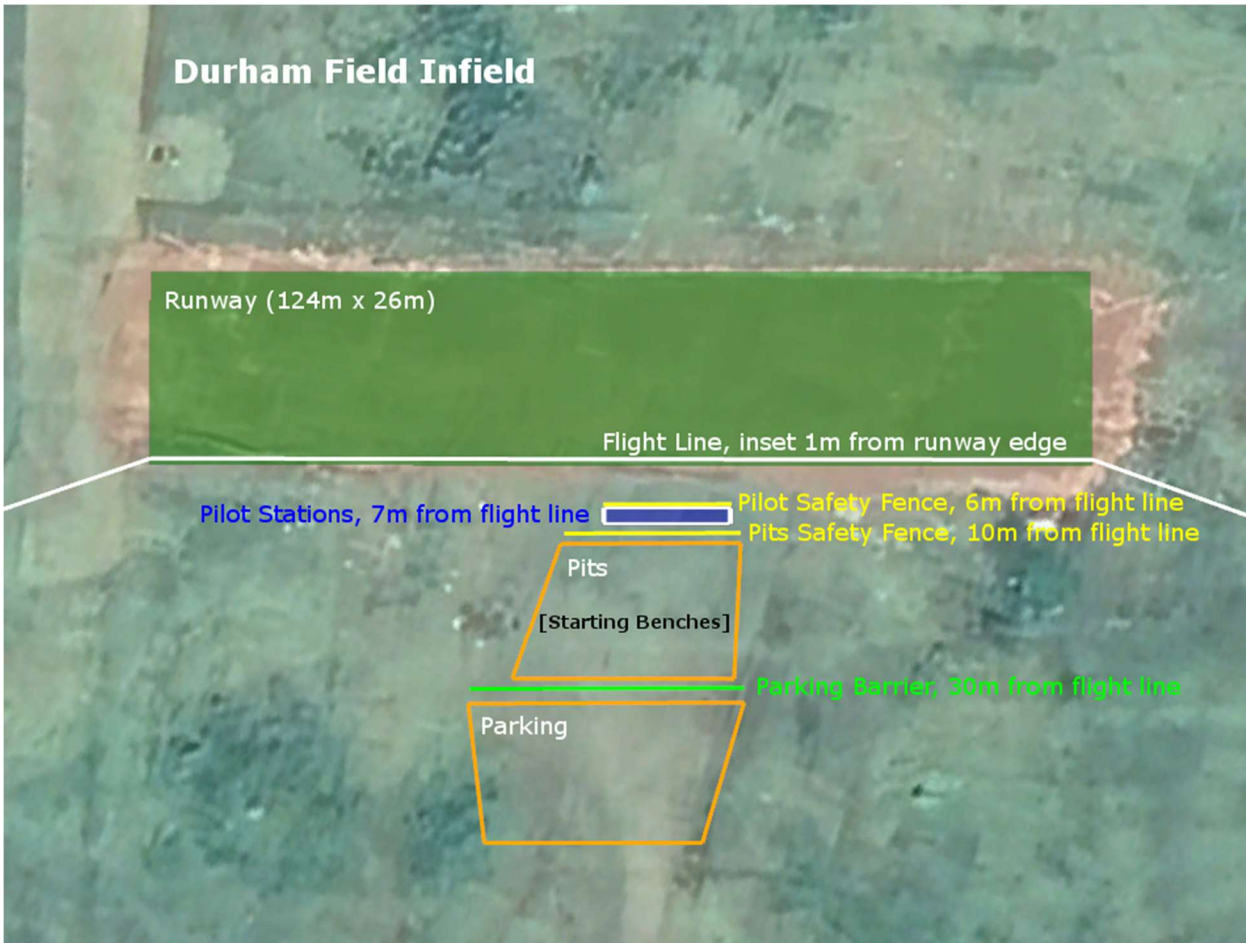 Durham Field Infield
Runway (124m x 26m)
Flight Line, inset 1m from runway edge
Pilot Safety Fence, 6m from flight line
Pilot Stations, 7m from flight line
Pits Safety Fence, 10m from flight line
Pits
[Starting Benches]
Parking Barrier, 30m from flight line
Parking